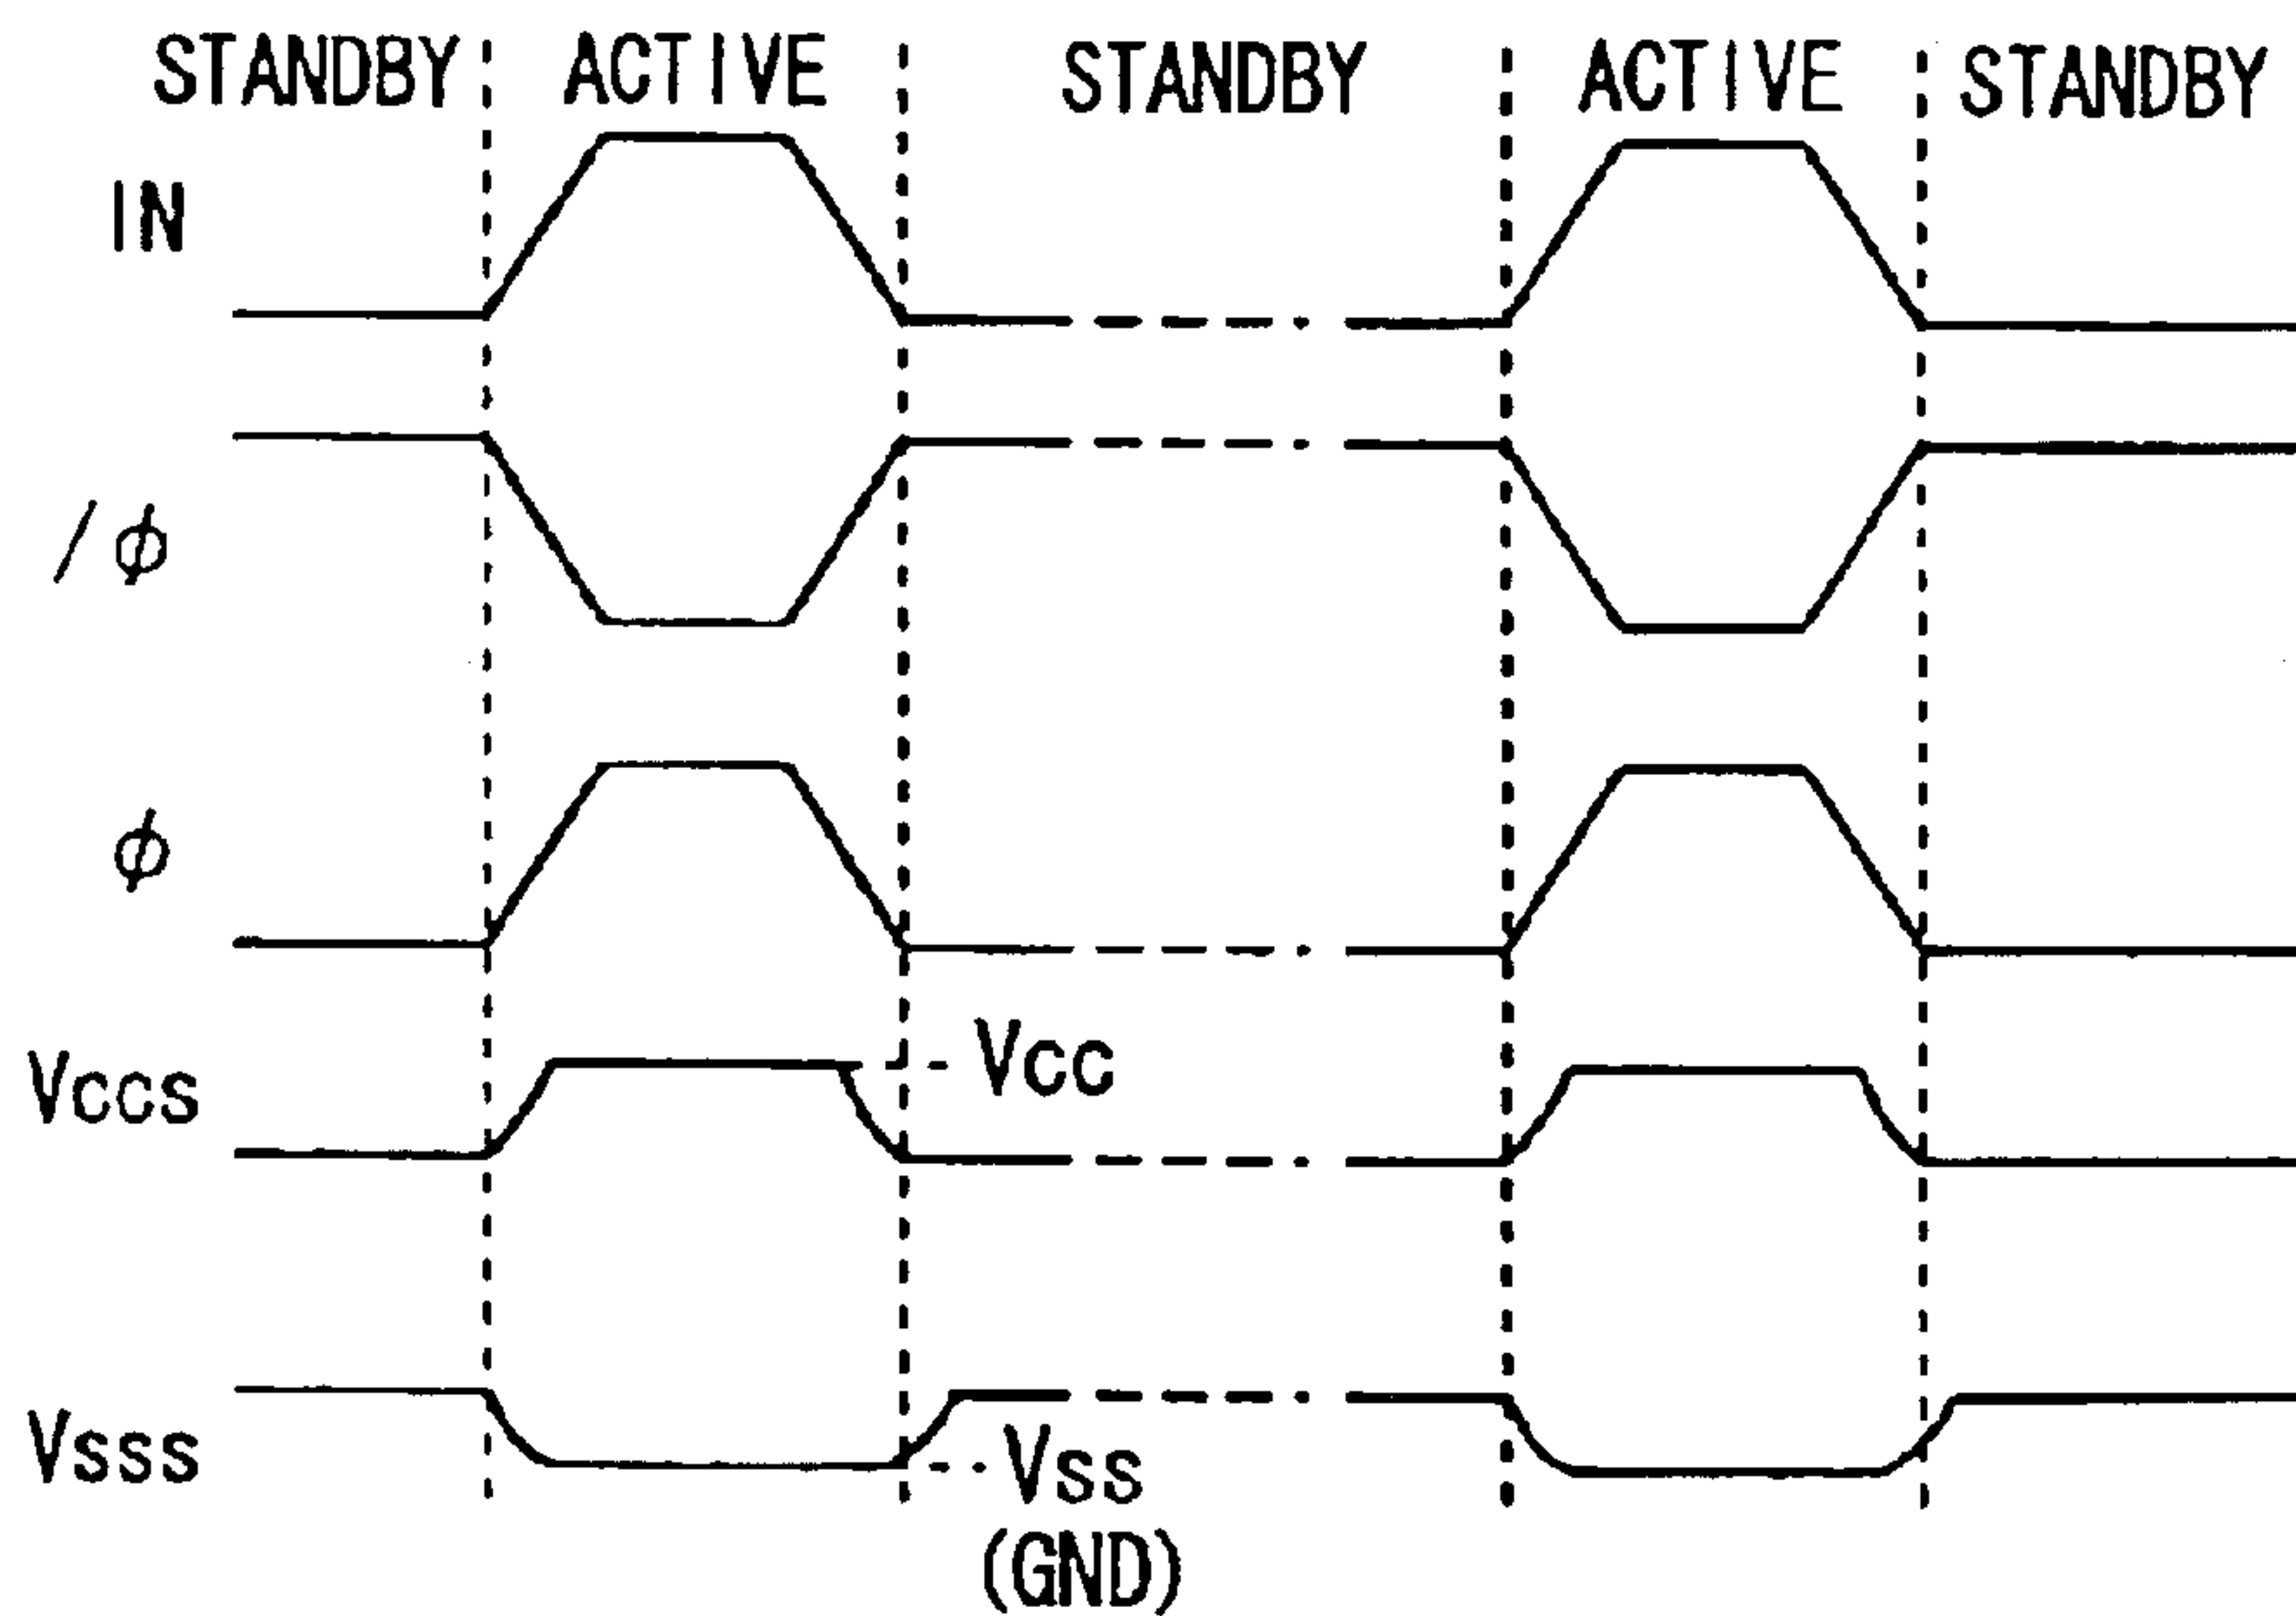 STANDBY ACTIVE STANDBY ACTIVE STANDBY
IN
/ϕ
ϕ
Vcc
Vccs
Vsss
Vss
(GND)